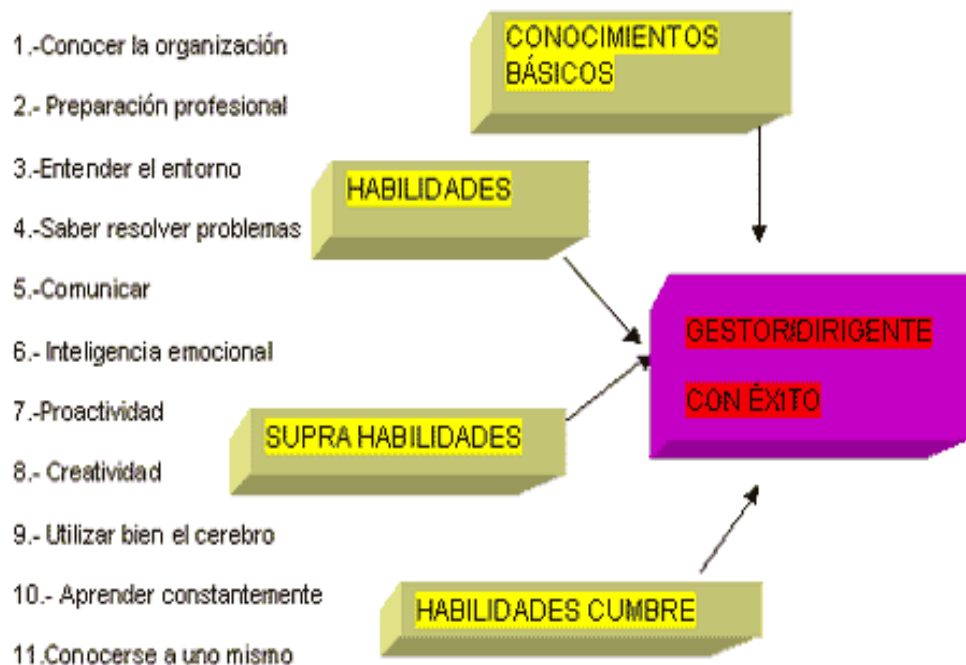 1.-Conocer la organización
2.- Preparación profesional
3.-Entender el entorno
4.-Saber resolver problemas
5.-Comunicar
6.- Inteligencia emocional
7.-Proactividad
8.- Creatividad
9.- Utilizar bien el cerebro
10.- Aprender constantemente
11.Conocerse a uno mismo
CONOCIMIENTOS
BÁSICOS
HABILIDADES
SUPRA HABILIDADES
HABILIDADES CUMBRE
GESTOR/DIRIGENTE
CON ÉXITO